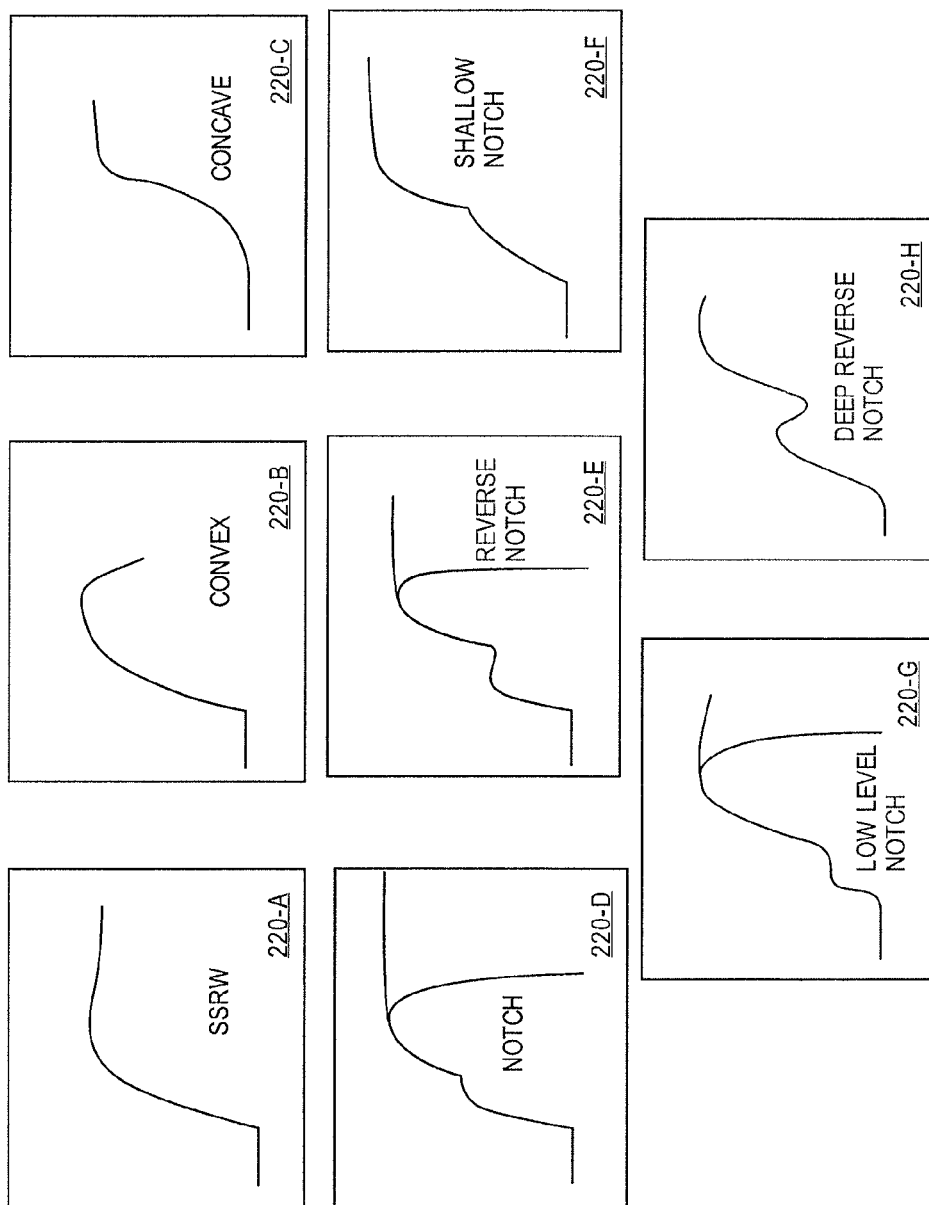 SSRW
220-A
CONVEX
220-B
CONCAVE
220-C
NOTCH
220-D
REVERSE
NOTCH
220-E
SHALLOW
NOTCH
220-F
LOW LEVEL
NOTCH
220-G
DEEP REVERSE
NOTCH
220-H